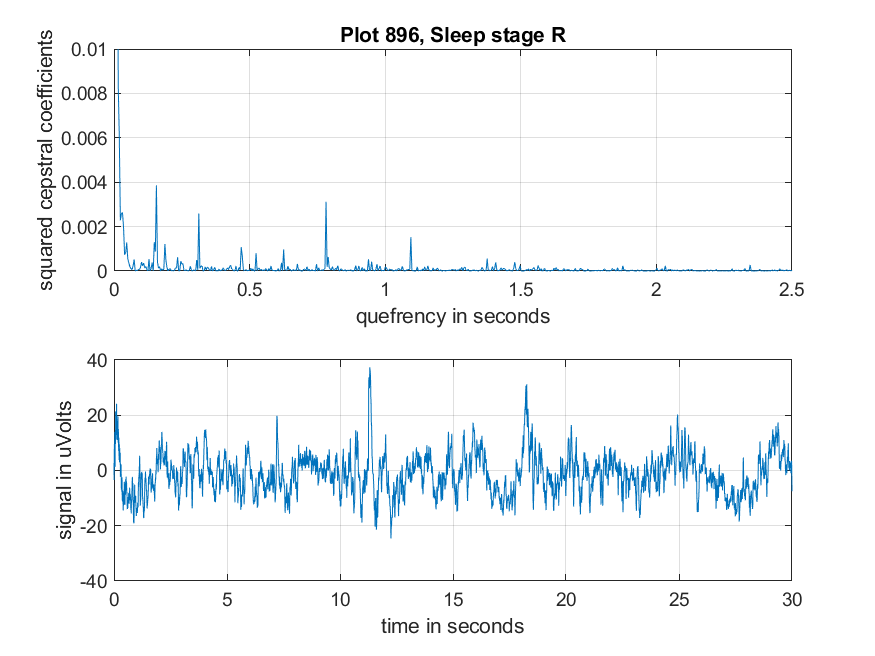 Plot 896, Sleep stage R
squared cepstral coefficients
0.01
0.008
0.006
0.004
0.002
0
0 0.5 1 1.5 2 2.5
quefrency in seconds
signal in uVolts
40
20
0
-20
-40
0 5 10 15 20 25 30
time in seconds